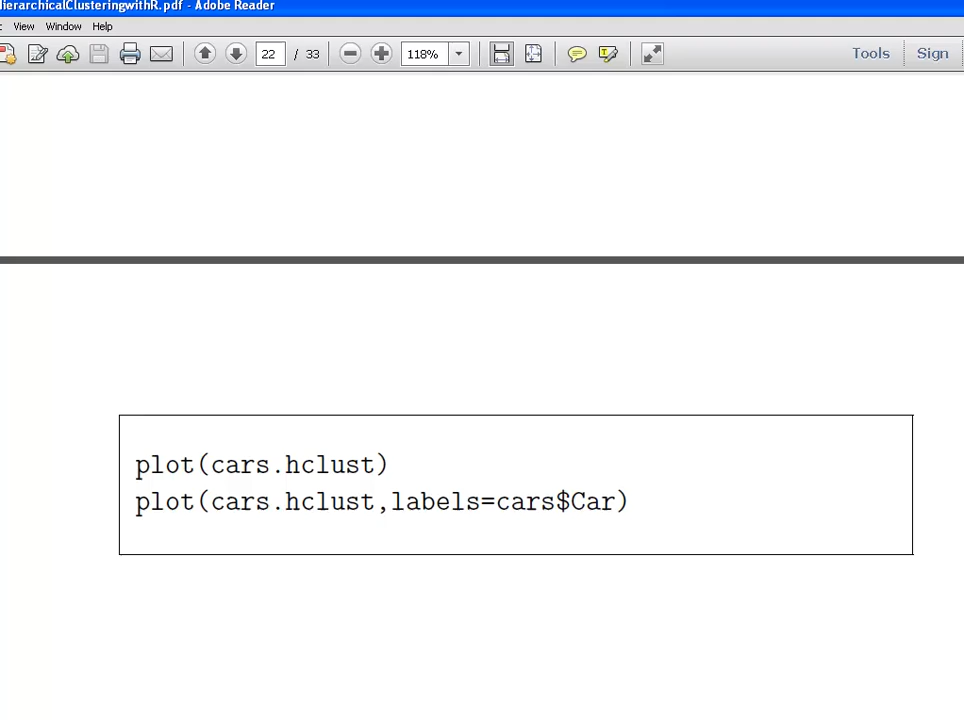 HierarchicalClusteringwithR.pdf - Adobe Reader
View Window Help
22 / 33 118% Tools Sign
plot(cars.hclust)
plot(cars.hclust,labels=cars$Car)